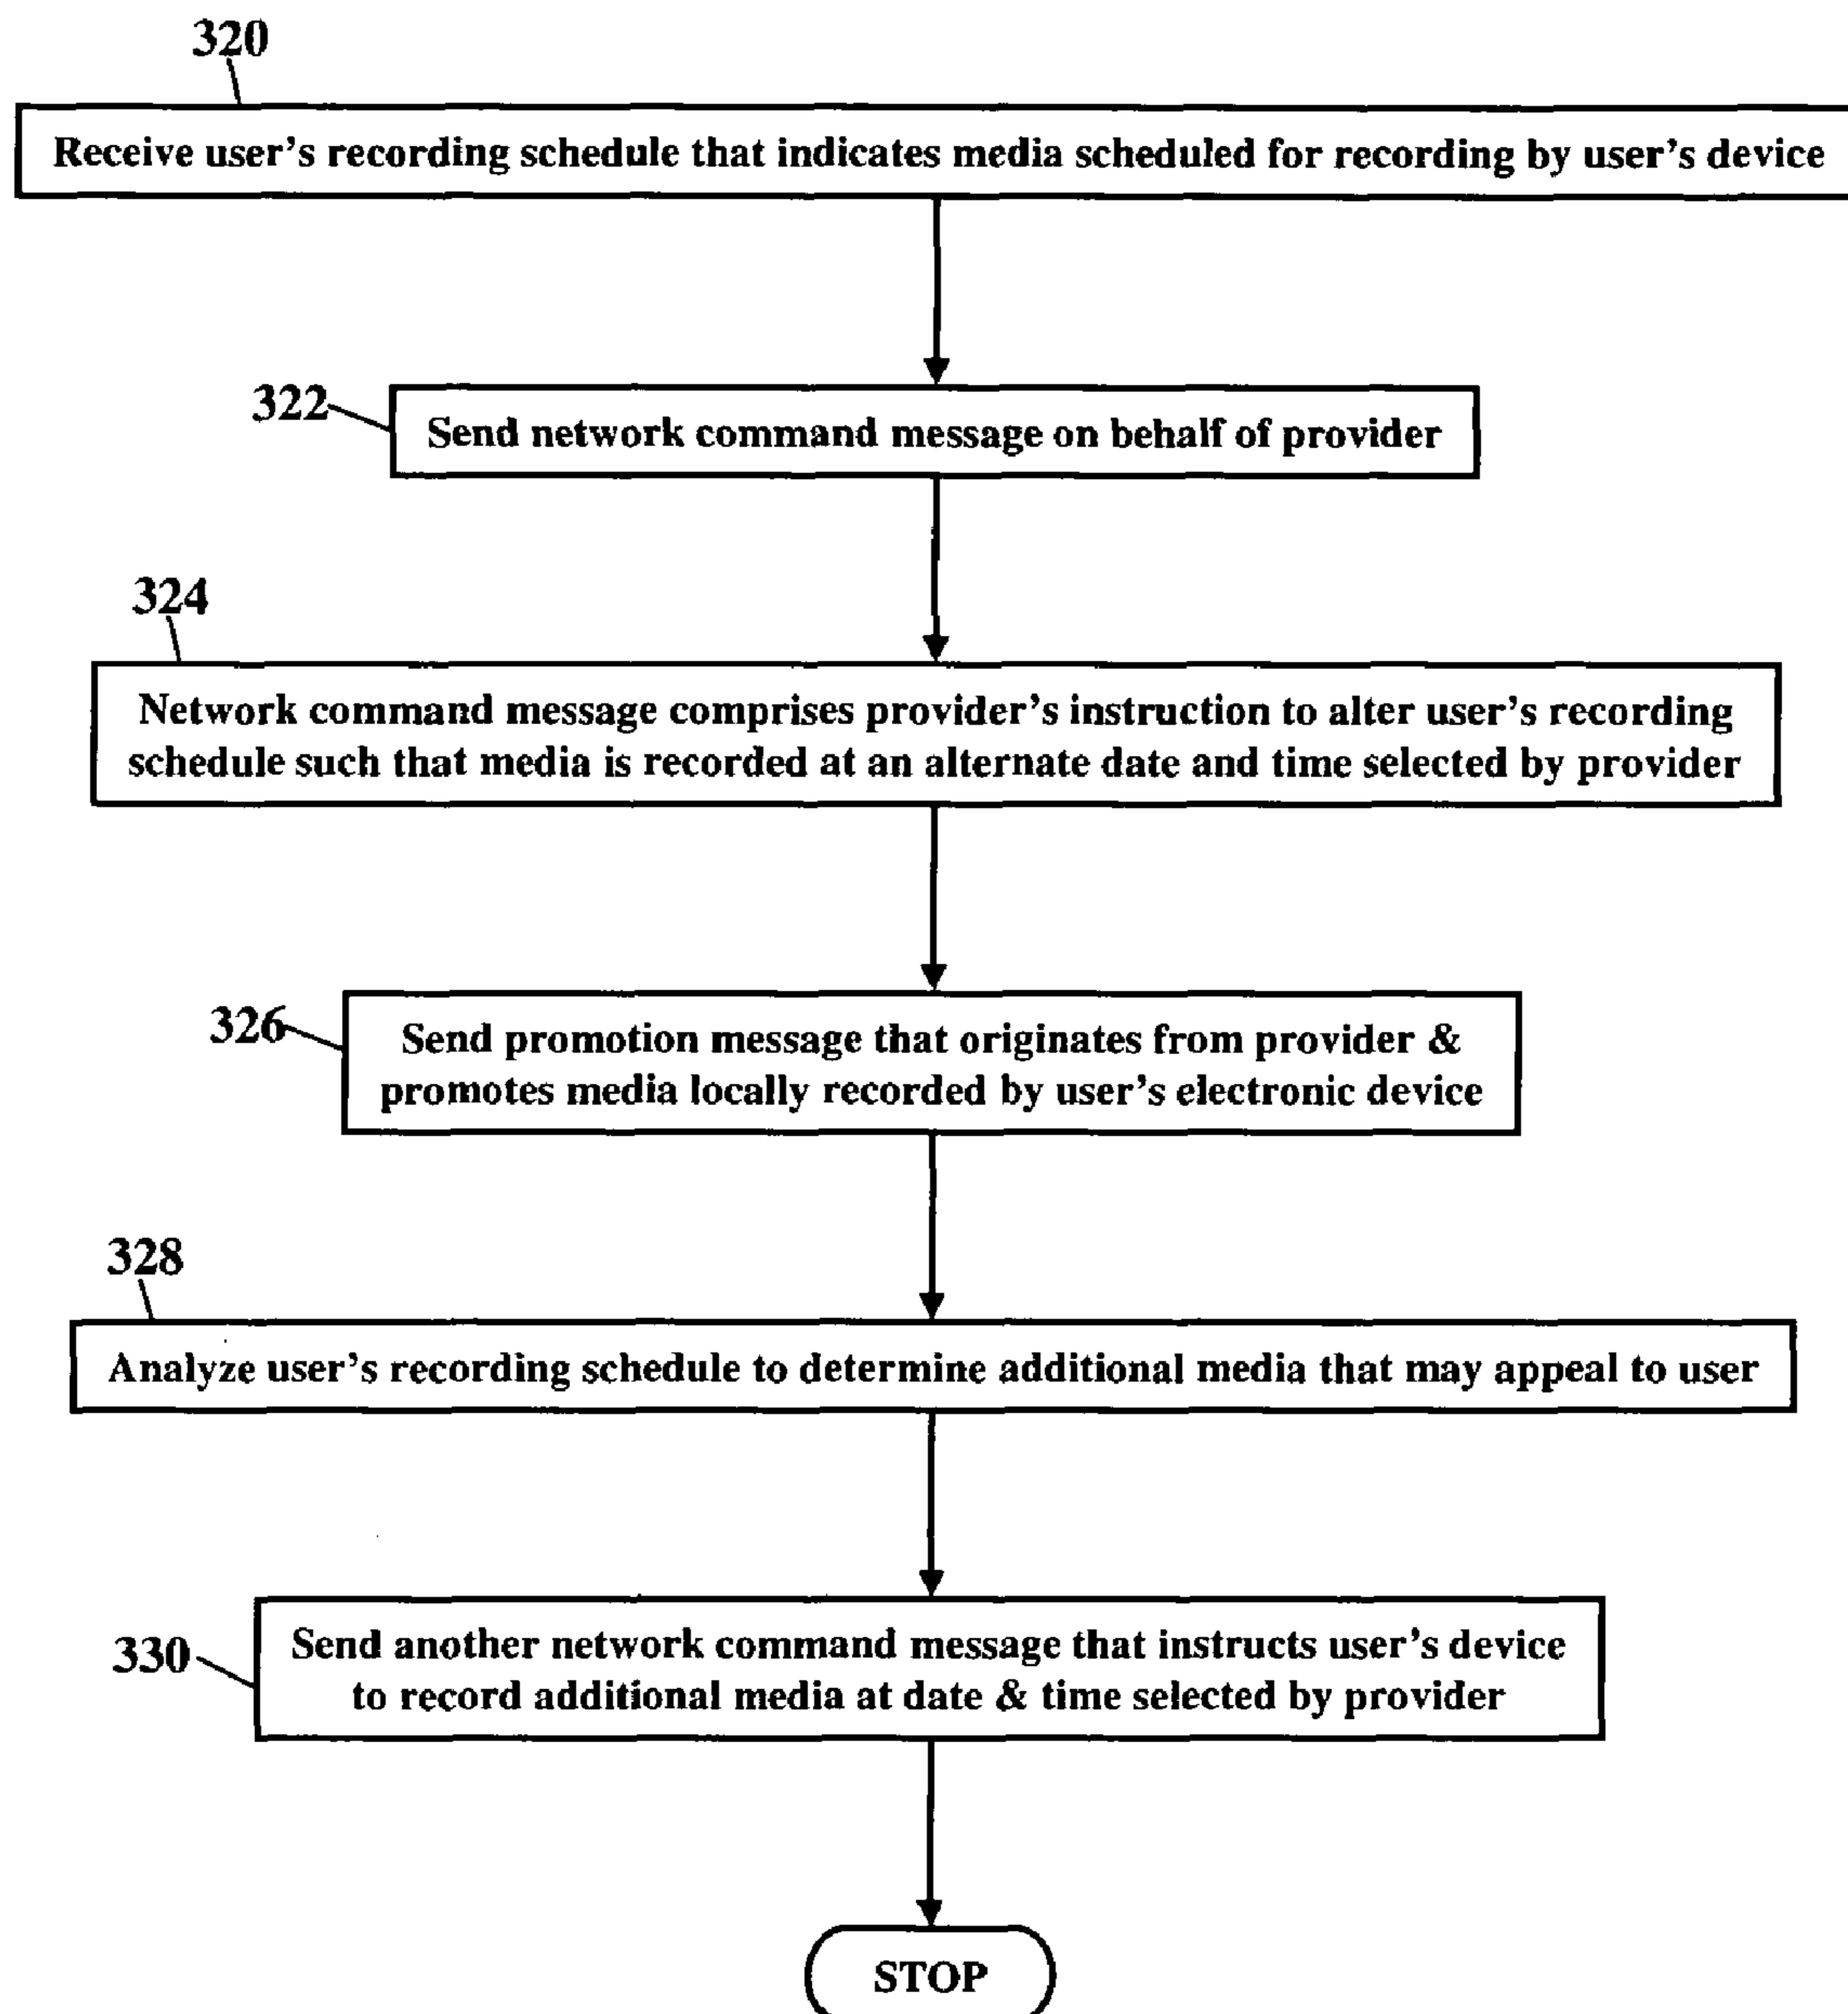 320
Receive user's recording schedule that indicates media scheduled for recording by user's device
322
Send network command message on behalf of provider
324
Network command message comprises provider's instruction to alter user's recording
schedule such that media is recorded at an alternate date and time selected by provider
326
Send promotion message that originates from provider &
promotes media locally recorded by user's electronic device
328
Analyze user's recording schedule to determine additional media that may appeal to user
330
Send another network command message that instructs user's device
to record additional media at date & time selected by provider
STOP